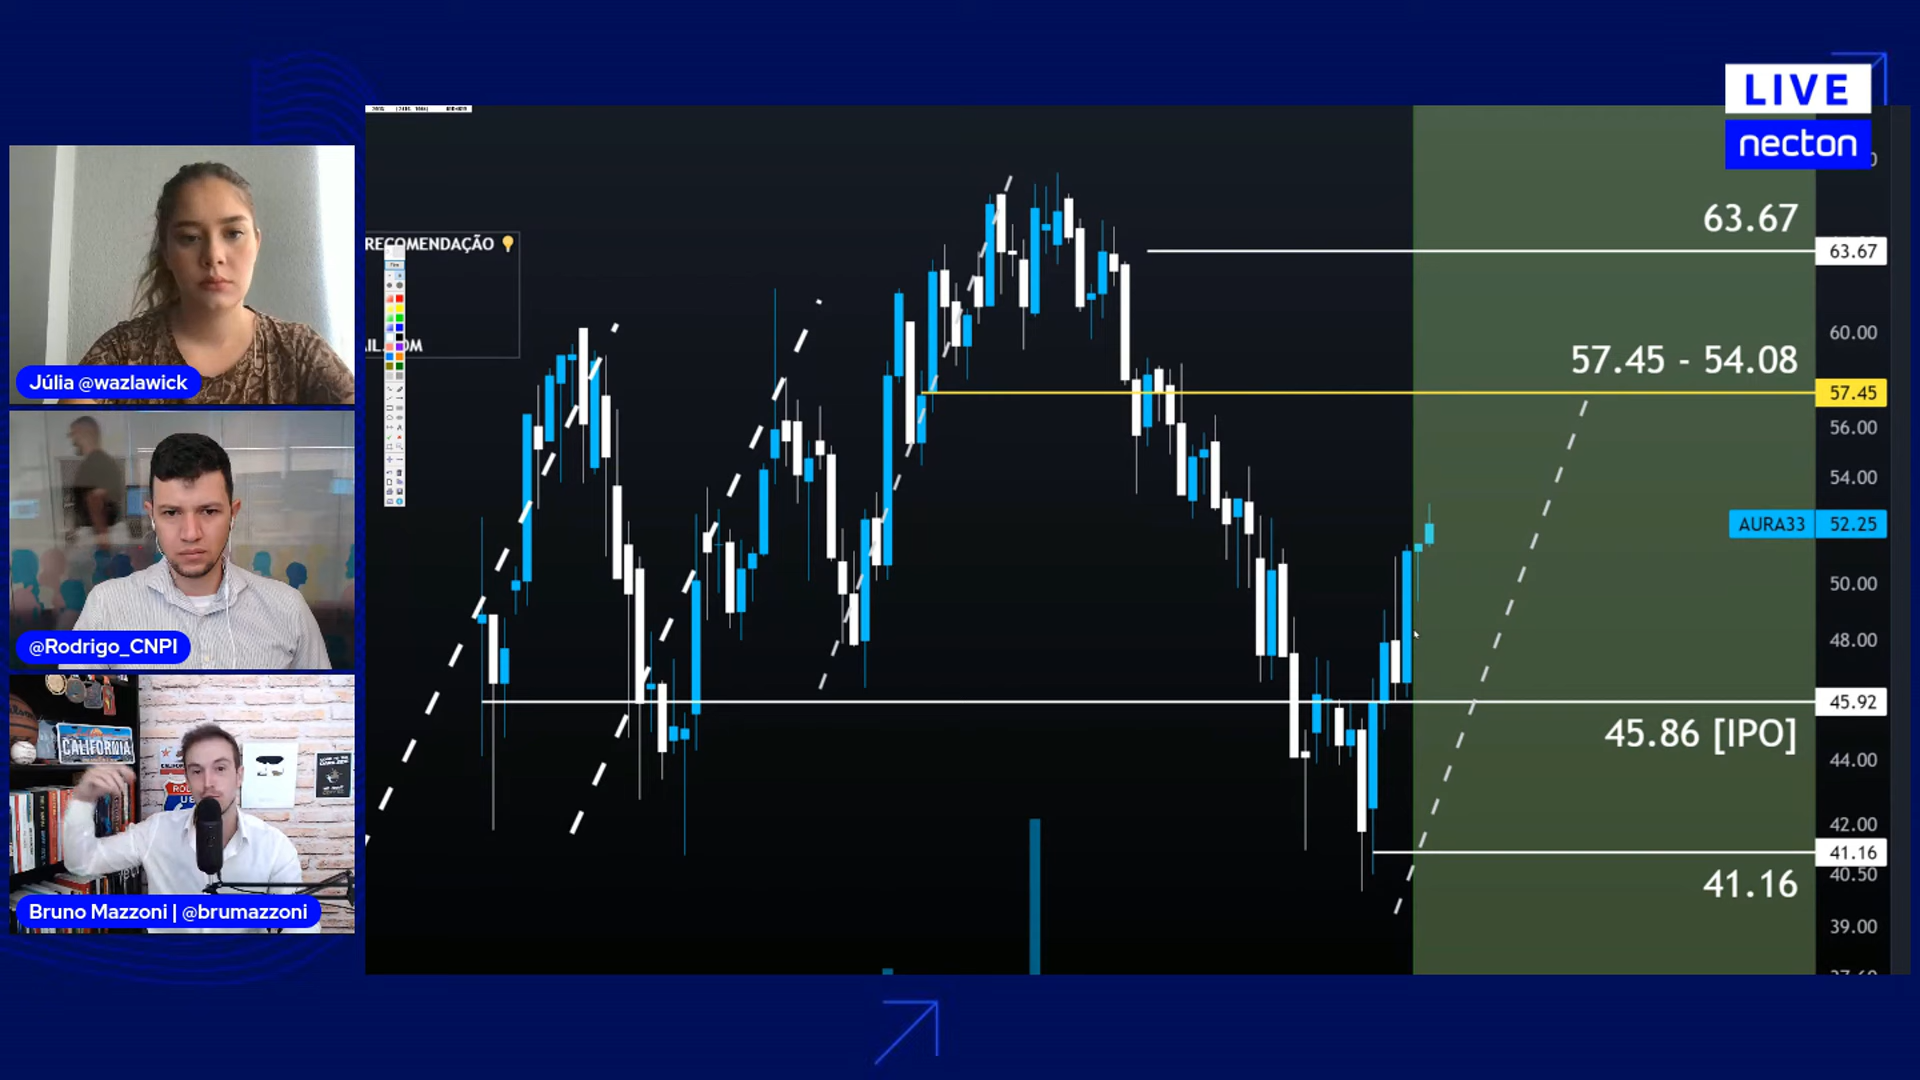 LIVE
necton
RECOMENDAÇÃO
63.67
63.67
60.00
57.45 - 54.08
57.45
56.00
54.00
AURA33 52.25
50.00
48.00
45.92
45.86 [IPO]
44.00
42.00
41.16
40.50
41.16
39.00
Júlia @wazlawick
@Rodrigo_CNPI
CALIFORNIA
Bruno Mazzoni | @brumazzoni